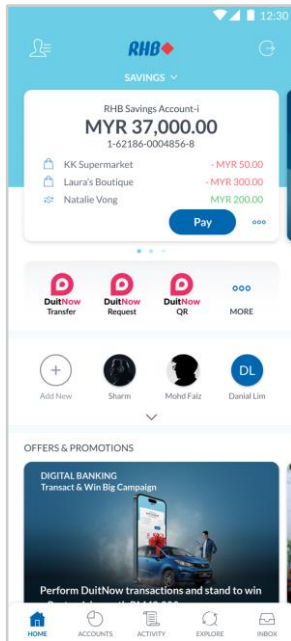 12:30
RHB
SAVINGS
RHB Savings Account-i
MYR 37,000.00
1-62186-0004856-8
KK Supermarket - MYR 50.00
Laura's Boutique - MYR 300.00
Natalie Vong MYR 200.00
Pay
DuitNow DuitNow DuitNow
Transfer Request QR MORE
DL
Add New Sharm Mohd Faiz Danial Lim
OFFERS & PROMOTIONS
DIGITAL BANKING
Transact & Win Big Campaign
Perform DuitNow transactions and stand to win
HOME ACCOUNTS ACTIVITY EXPLORE INBOX